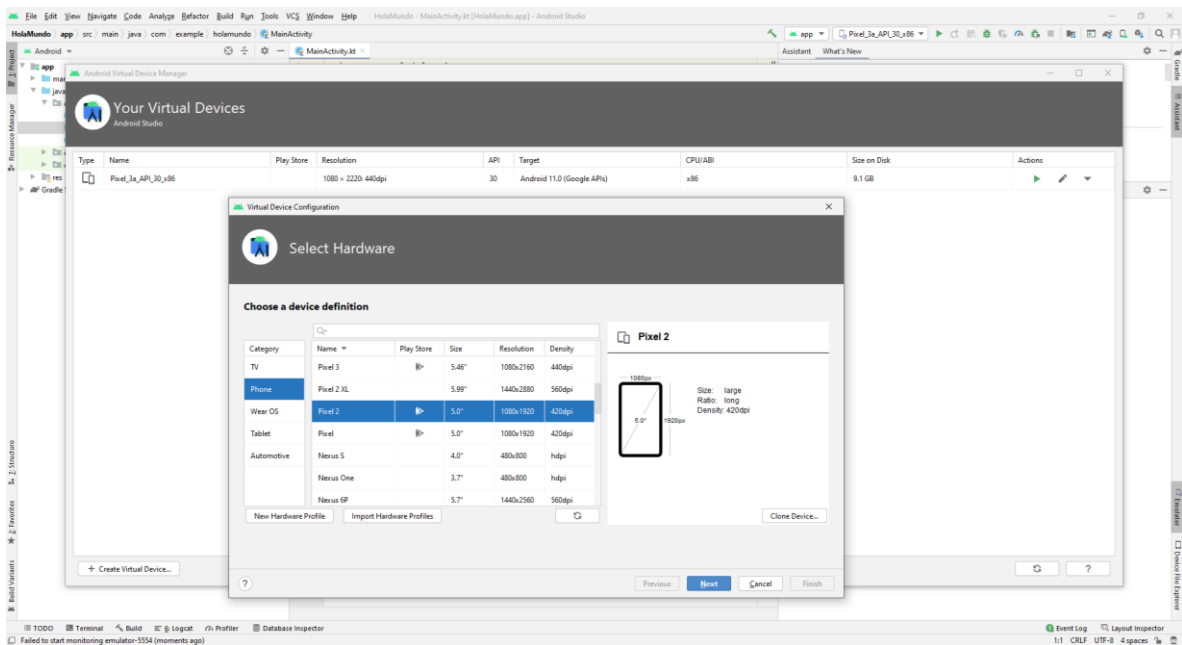 File Edit View Navigate Code Analyze Refactor Build Run Tools VCS Window Help HolaMundo - MainActivity.kt [HolaMundo.app] - Android Studio
HolaMundo app src main java com example holamundo MainActivity app Pixel_3a_API_30_x86
Android MainActivity.kt Assistant What's New
1: Project
Resource Manager
Z: Structure
2: Favorites
Build Variants
Gradle
Assistant
Emulator
Device File Explorer
app
java
res
Gradle
Android Virtual Device Manager
Your Virtual Devices
Android Studio
Type Name Play Store Resolution API Target CPU/ABI Size on Disk Actions
Pixel_3a_API_30_x86 1080 × 2220: 440dpi 30 Android 11.0 (Google APIs) x86 9.1 GB
Virtual Device Configuration
Select Hardware
Choose a device definition
Category Name Play Store Size Resolution Density
TV Pixel 3 5.46" 1080x2160 440dpi
Phone Pixel 2 XL 5.99" 1440x2880 560dpi
Wear OS Pixel 2 5.0" 1080x1920 420dpi
Tablet Pixel 5.0" 1080x1920 420dpi
Automotive Nexus S 4.0" 480x800 hdpi
Nexus One 3.7" 480x800 hdpi
Nexus 6P 5.7" 1440x2560 560dpi
New Hardware Profile Import Hardware Profiles
Pixel 2
1080px
5.0" 1920px
Size: large
Ratio: long
Density: 420dpi
Clone Device...
? Previous Next Cancel Finish
+ Create Virtual Device... ?
TODO Terminal Build 6: Logcat Profiler Database Inspector Event Log Layout Inspector
Failed to start monitoring emulator-5554 (moments ago) 1:1 CRLF UTF-8 4 spaces